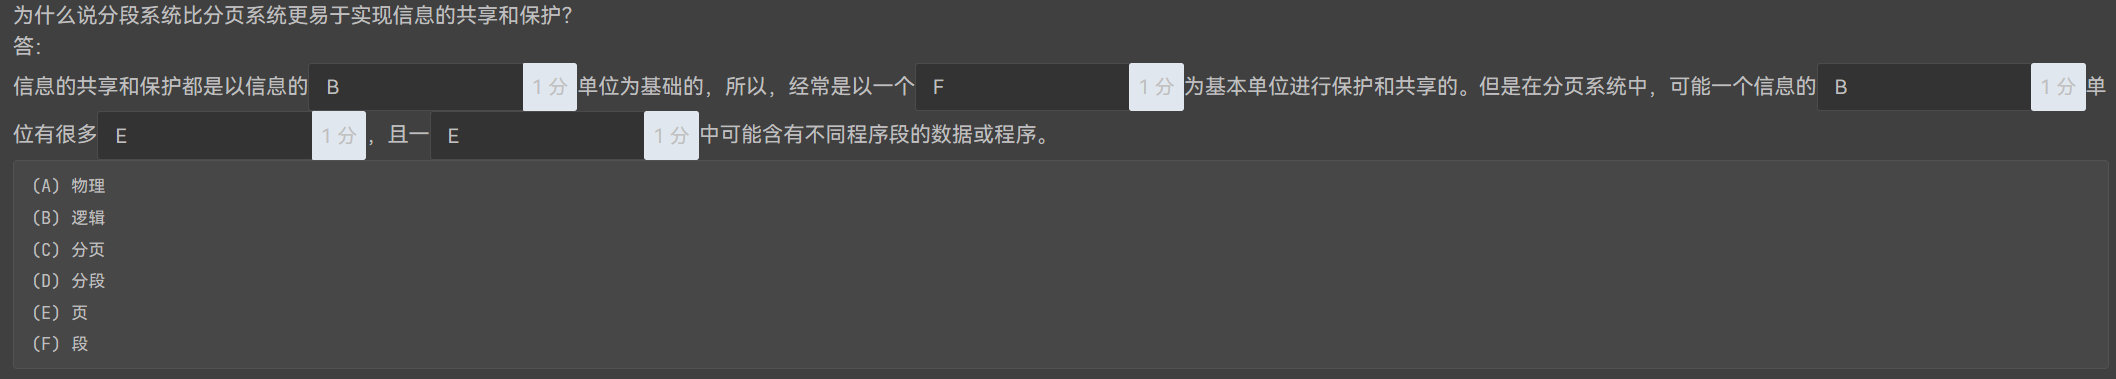 为什么说分段系统比分页系统更易于实现信息的共享和保护?
答：
信息的共享和保护都是以信息的 B 1 分 单位为基础的，所以，经常是以一个 F 1 分 为基本单位进行保护和共享的。但是在分页系统中，可能一个信息的 B 1 分 单
位有很多 E 1 分 ，且一 E 1 分 中可能含有不同程序段的数据或程序。
(A) 物理
(B) 逻辑
(C) 分页
(D) 分段
(E) 页
(F) 段